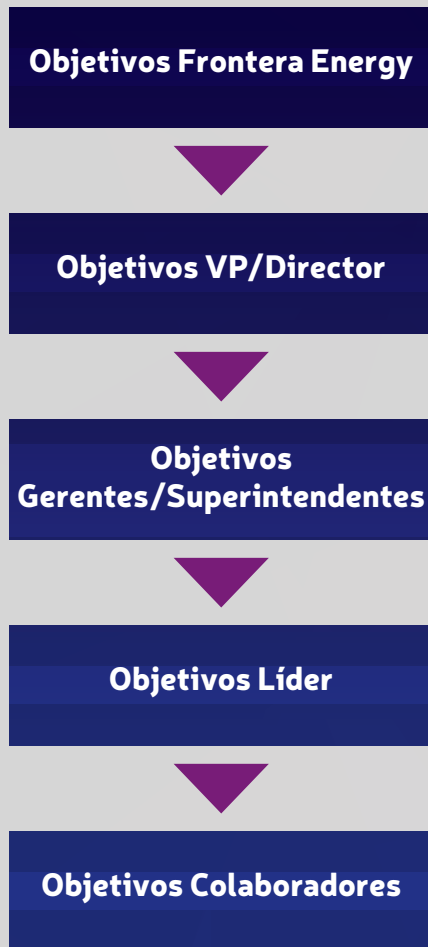 Objetivos Frontera Energy
Objetivos VP/Director
Objetivos
Gerentes/Superintendentes
Objetivos Líder
Objetivos Colaboradores